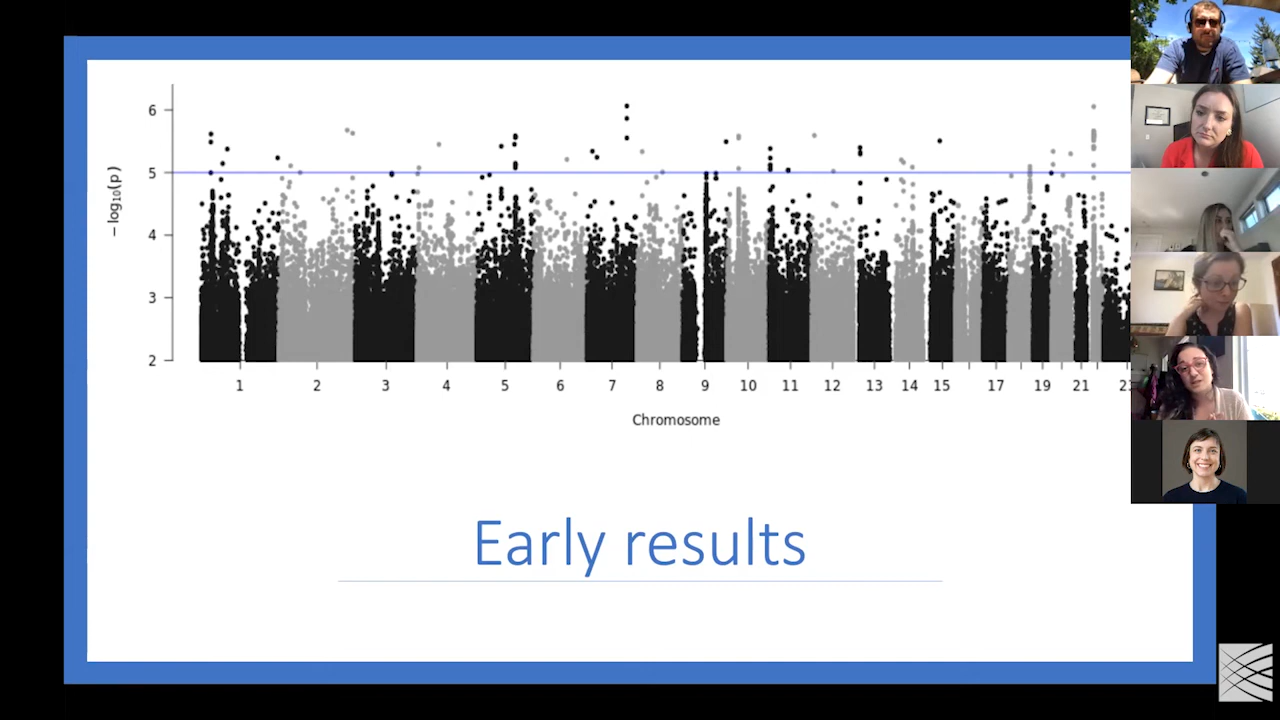 6
5
4
3
2
−log₁₀(p)
1 2 3 4 5 6 7 8 9 10 11 12 13 14 15 17 19 21
Chromosome
Early results